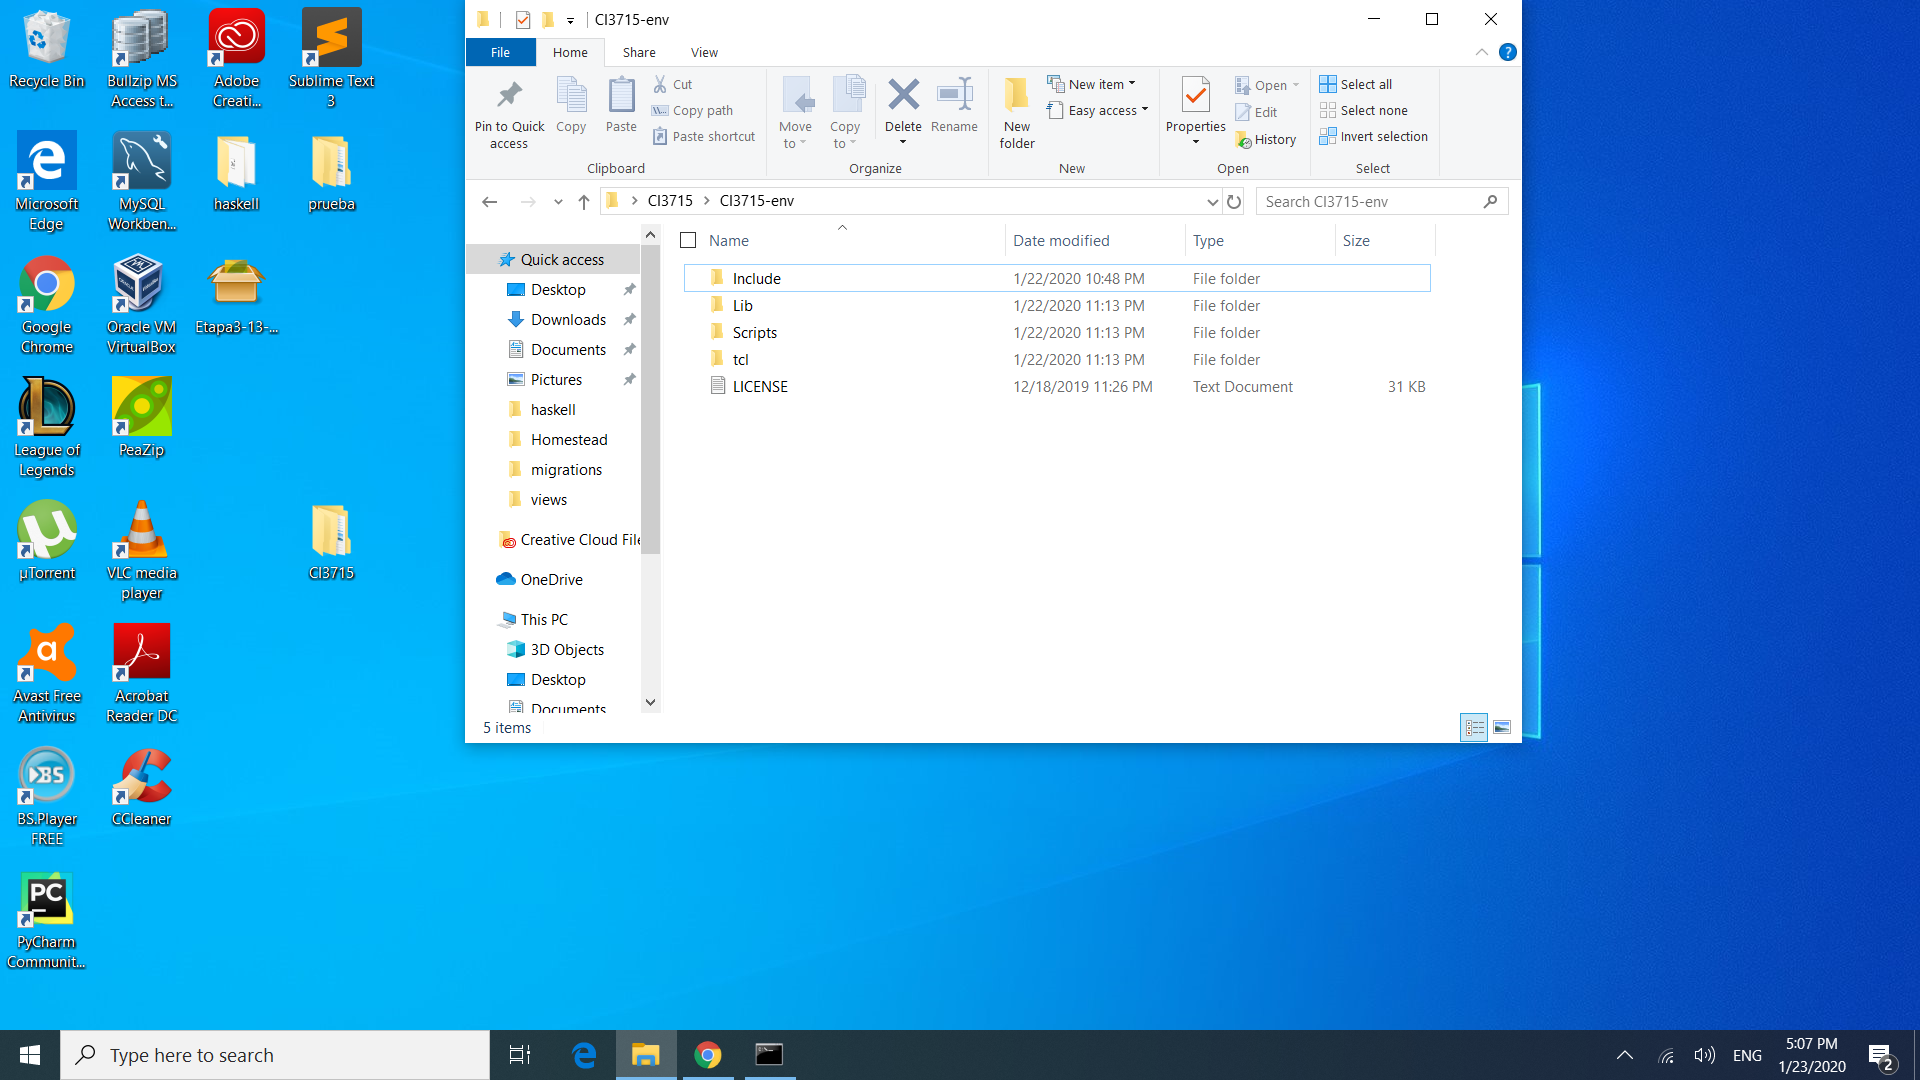 Recycle Bin
Bullzip MS
Access t...
Adobe
Creati...
Sublime Text
3
Microsoft
Edge
MySQL
Workben...
haskell
prueba
Google
Chrome
Oracle VM
VirtualBox
Etapa3-13-...
League of
Legends
PeaZip
µTorrent
VLC media
player
CI3715
Avast Free
Antivirus
Acrobat
Reader DC
BS.Player
FREE
CCleaner
PC
PyCharm
Communit...
CI3715-env
File
Home
Share
View
Pin to Quick
access
Copy
Paste
Cut
Copy path
Paste shortcut
Clipboard
Move
to
Copy
to
Delete
Rename
Organize
New
folder
New item
Easy access
New
Properties
Open
Edit
History
Open
Select all
Select none
Invert selection
Select
CI3715
CI3715-env
Search CI3715-env
Quick access
Desktop
Downloads
Documents
Pictures
haskell
Homestead
migrations
views
Creative Cloud File
OneDrive
This PC
3D Objects
Desktop
Documents
Name Date modified Type Size
Include 1/22/2020 10:48 PM File folder
Lib 1/22/2020 11:13 PM File folder
Scripts 1/22/2020 11:13 PM File folder
tcl 1/22/2020 11:13 PM File folder
LICENSE 12/18/2019 11:26 PM Text Document 31 KB
5 items
Type here to search
ENG
5:07 PM
1/23/2020
2